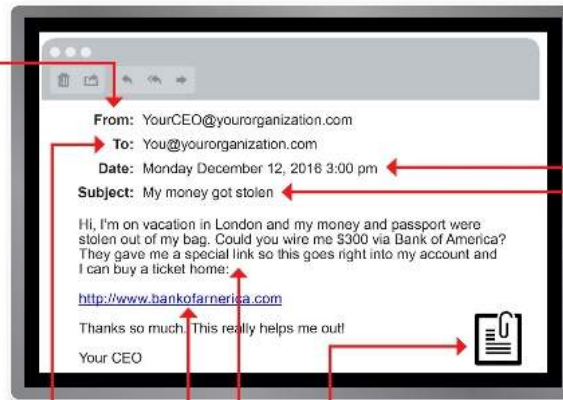 From: YourCEO@yourorganization.com
To: You@yourorganization.com
Date: Monday December 12, 2016 3:00 pm
Subject: My money got stolen
Hi, I'm on vacation in London and my money and passport were
stolen out of my bag. Could you wire me $300 via Bank of America?
They gave me a special link so this goes right into my account and
I can buy a ticket home:
http://www.bankofarnerica.com
Thanks so much. This really helps me out!
Your CEO